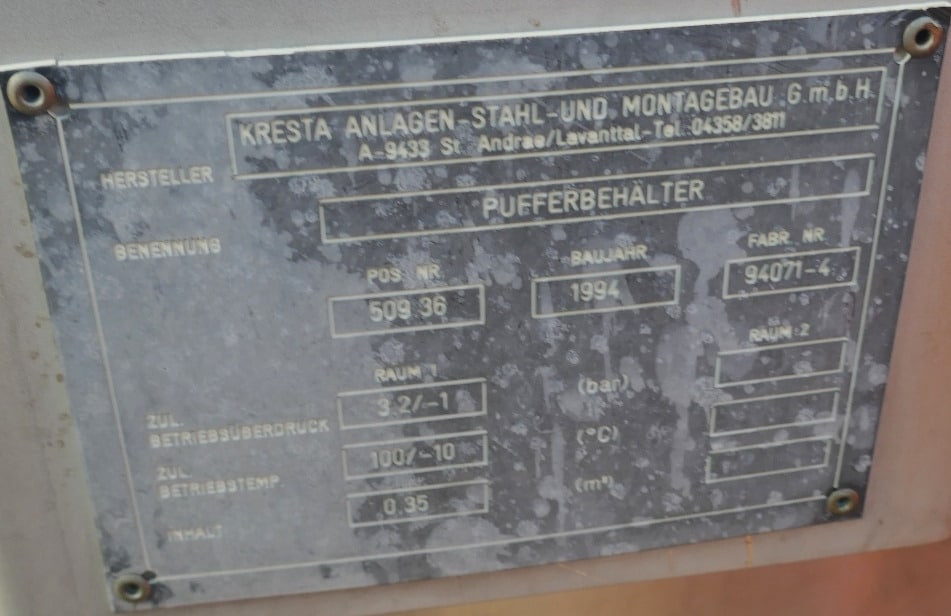 KRESTA ANLAGEN-STAHL-UND MONTAGEBAU G.m.b.H.
A-9433 St. Andrae/Lavanttal-Tel.:04358/3811
HERSTELLER
PUFFERBEHÄLTER
BENENNUNG
POS. NR. BAUJAHR FABR. NR.
509.36 1994 94071-4
RAUM 1 RAUM 2
ZUL. BETRIEBSÜBERDRUCK 3.2/-1 (bar)
ZUL. BETRIEBSTEMP. 100/-10 (°C)
INHALT 0.35 (m³)